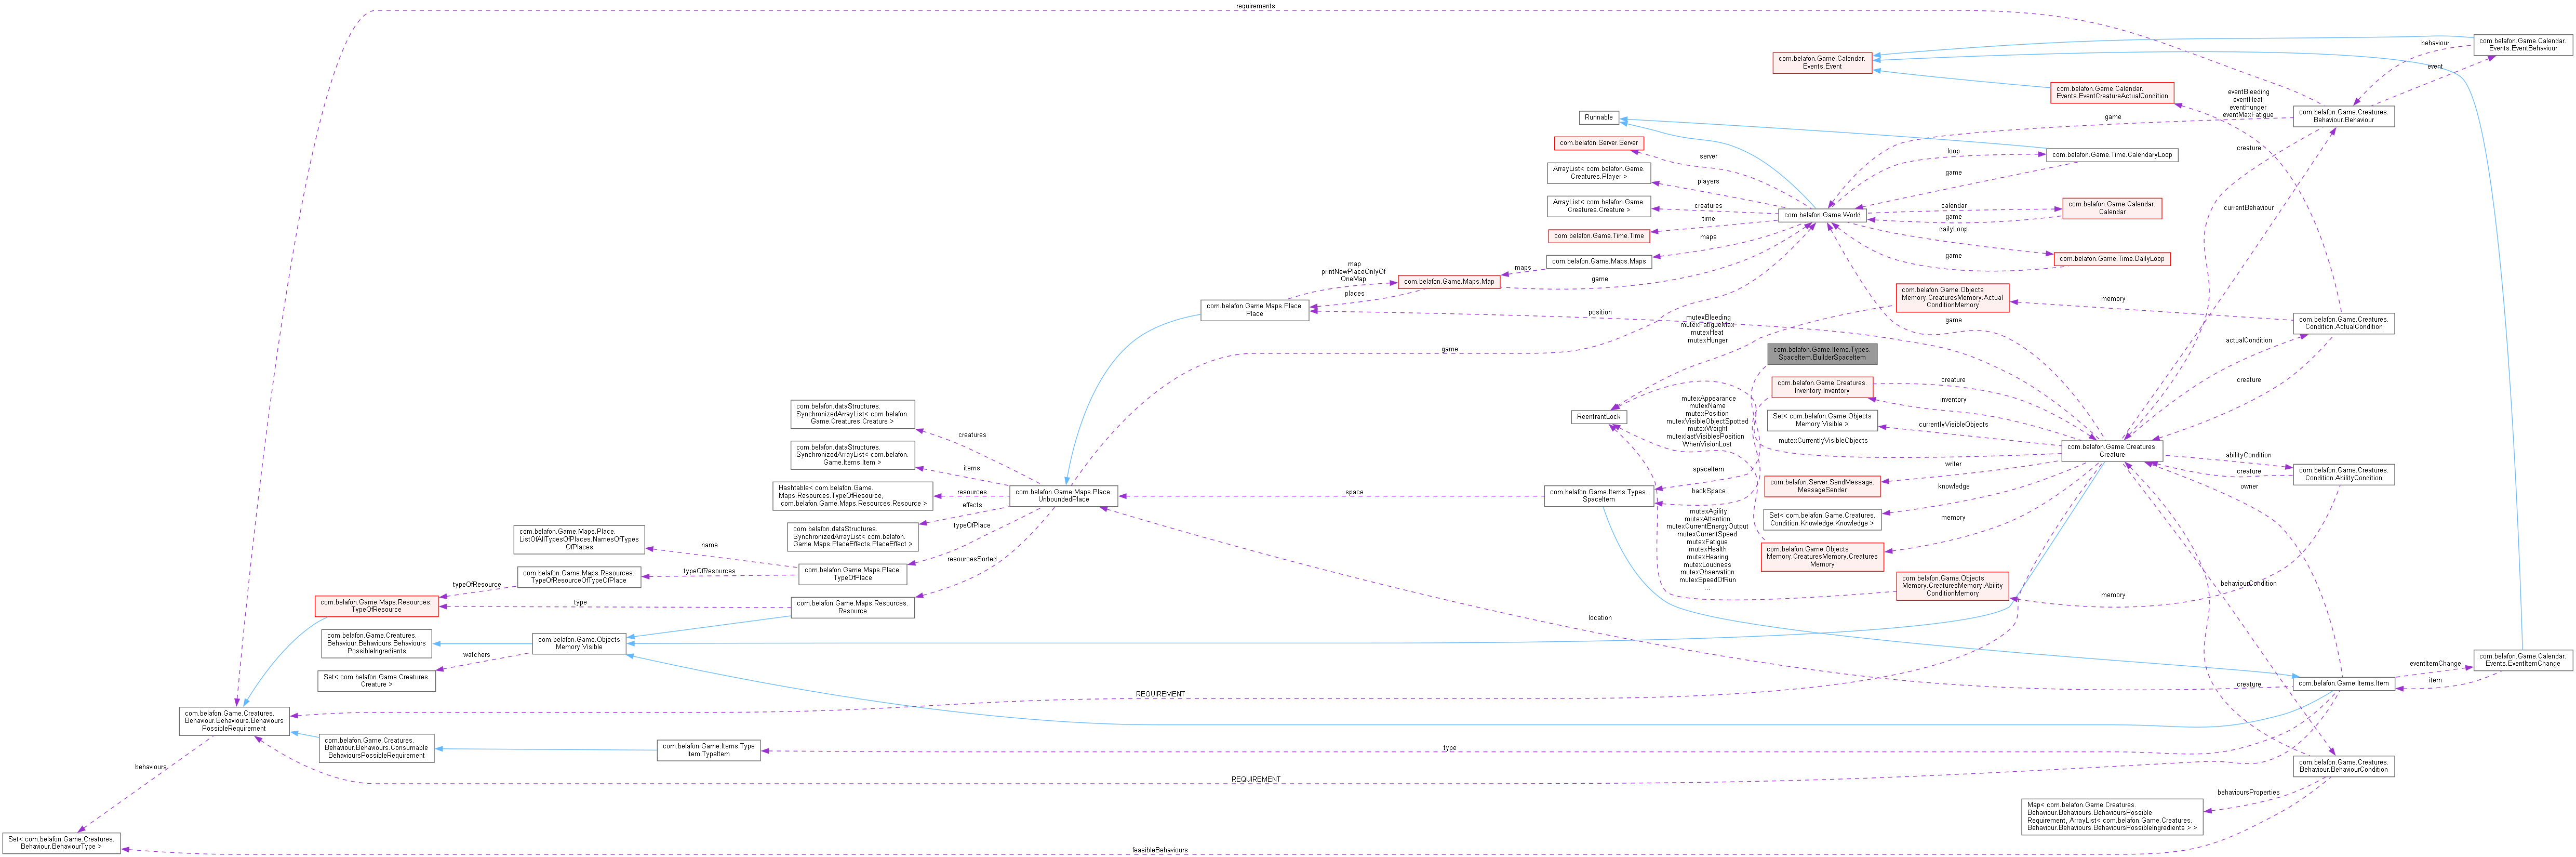 requirements
com.belafon.Game.Calendar.
Events.EventBehaviour
behaviour
com.belafon.Game.Calendar.
Events.Event
event
com.belafon.Game.Calendar.
Events.EventCreatureActualCondition
eventBleeding
eventHeat
eventHunger
eventMaxFatigue
com.belafon.Game.Creatures.
Behaviour.Behaviour
Runnable
game
com.belafon.Server.Server
server
loop
com.belafon.Game.Time.CalendaryLoop
creature
ArrayList< com.belafon.Game.
Creatures.Player >
players
game
ArrayList< com.belafon.Game.
Creatures.Creature >
creatures
com.belafon.Game.World
calendar
com.belafon.Game.Calendar.
Calendar
currentBehaviour
time
game
com.belafon.Game.Time.Time
dailyLoop
maps
com.belafon.Game.Maps.Maps
game
com.belafon.Game.Time.DailyLoop
map
printNewPlaceOnlyOf
OneMap
maps
com.belafon.Game.Maps.Map
game
places
com.belafon.Game.Maps.Place.
Place
com.belafon.Game.Objects
Memory.CreaturesMemory.Actual
ConditionMemory
memory
position
mutexBleeding
mutexFatigueMax
mutexHeat
mutexHunger
game
com.belafon.Game.Creatures.
Condition.ActualCondition
game
com.belafon.Game.Items.Types.
SpaceItem.BuilderSpaceItem
actualCondition
com.belafon.Game.Creatures.
Inventory.Inventory
creature
creature
inventory
com.belafon.dataStructures.
SynchronizedArrayList< com.belafon.
Game.Creatures.Creature >
ReentrantLock
mutexAppearance
mutexName
mutexPosition
mutexVisibleObjectSpotted
mutexWeight
mutexlastVisiblesPosition
WhenVisionLost
Set< com.belafon.Game.Objects
Memory.Visible >
currentlyVisibleObjects
creatures
mutexCurrentlyVisibleObjects
com.belafon.Game.Creatures.
Creature
com.belafon.dataStructures.
SynchronizedArrayList< com.belafon.
Game.Items.Item >
items
abilityCondition
writer
spaceItem
creature
com.belafon.Game.Creatures.
Condition.AbilityCondition
com.belafon.Server.SendMessage.
MessageSender
knowledge
owner
Hashtable< com.belafon.Game.
Maps.Resources.TypeOfResource,
com.belafon.Game.Maps.Resources.Resource >
resources
com.belafon.Game.Maps.Place.
UnboundedPlace
space
com.belafon.Game.Items.Types.
SpaceItem
backSpace
effects
Set< com.belafon.Game.Creatures.
Condition.Knowledge.Knowledge >
memory
typeOfPlace
com.belafon.dataStructures.
SynchronizedArrayList< com.belafon.
Game.Maps.PlaceEffects.PlaceEffect >
mutexAgility
mutexAttention
mutexCurrentEnergyOutput
mutexCurrentSpeed
mutexFatigue
mutexHealth
mutexHearing
mutexLoudness
mutexObservation
mutexSpeedOfRun
...
com.belafon.Game.Maps.Place.
ListOfAllTypesOfPlaces.NamesOfTypes
OfPlaces
name
com.belafon.Game.Objects
Memory.CreaturesMemory.Creatures
Memory
resourcesSorted
com.belafon.Game.Maps.Resources.
TypeOfResourceOfTypeOfPlace
typeOfResources
com.belafon.Game.Maps.Place.
TypeOfPlace
typeOfResource
com.belafon.Game.Objects
Memory.CreaturesMemory.Ability
ConditionMemory
behaviourCondition
memory
com.belafon.Game.Maps.Resources.
TypeOfResource
type
com.belafon.Game.Maps.Resources.
Resource
location
com.belafon.Game.Creatures.
Behaviour.Behaviours.Behaviours
PossibleIngredients
com.belafon.Game.Objects
Memory.Visible
watchers
com.belafon.Game.Calendar.
Events.EventItemChange
eventItemChange
Set< com.belafon.Game.Creatures.
Creature >
creature
com.belafon.Game.Items.Item
item
REQUIREMENT
com.belafon.Game.Creatures.
Behaviour.Behaviours.Behaviours
PossibleRequirement
com.belafon.Game.Creatures.
Behaviour.Behaviours.Consumable
BehavioursPossibleRequirement
com.belafon.Game.Items.Type
Item.TypeItem
type
behaviours
REQUIREMENT
com.belafon.Game.Creatures.
Behaviour.BehaviourCondition
behavioursProperties
Map< com.belafon.Game.Creatures.
Behaviour.Behaviours.BehavioursPossible
Requirement, ArrayList< com.belafon.Game.Creatures.
Behaviour.Behaviours.BehavioursPossibleIngredients > >
Set< com.belafon.Game.Creatures.
Behaviour.BehaviourType >
feasibleBehaviours